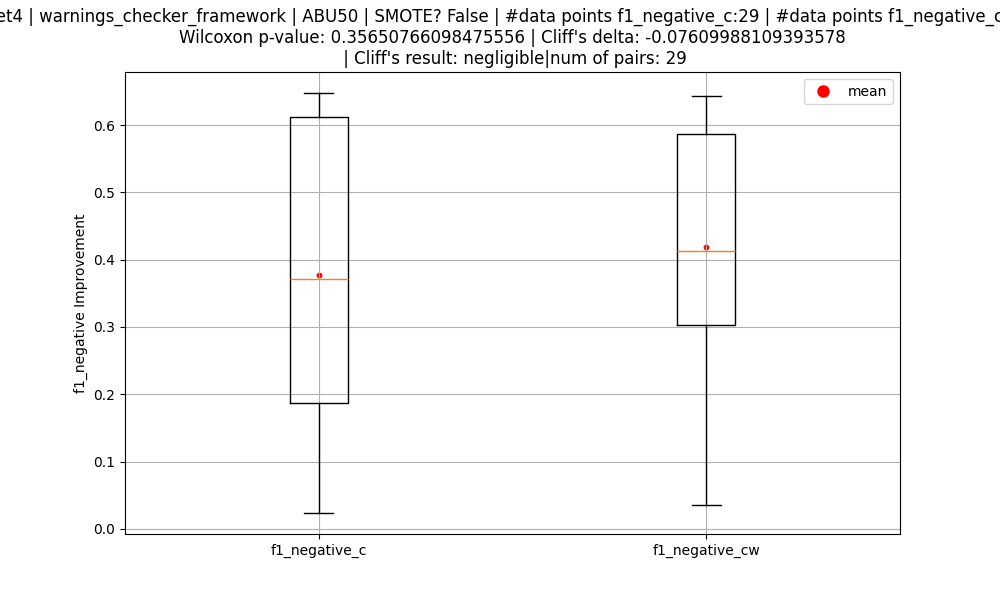 | warnings_checker_framework | ABU50 | SMOTE? False | #data points f1_negative_c:29 | #data points
Wilcoxon p-value: 0.35650766098475556 | Cliff's delta: -0.07609988109393578
| Cliff's result: negligible|num of pairs: 29
mean
0.6
0.5
0.4
0.3
0.2
0.1
0.0
f1_negative Improvement
f1_negative_c
f1_negative_cw